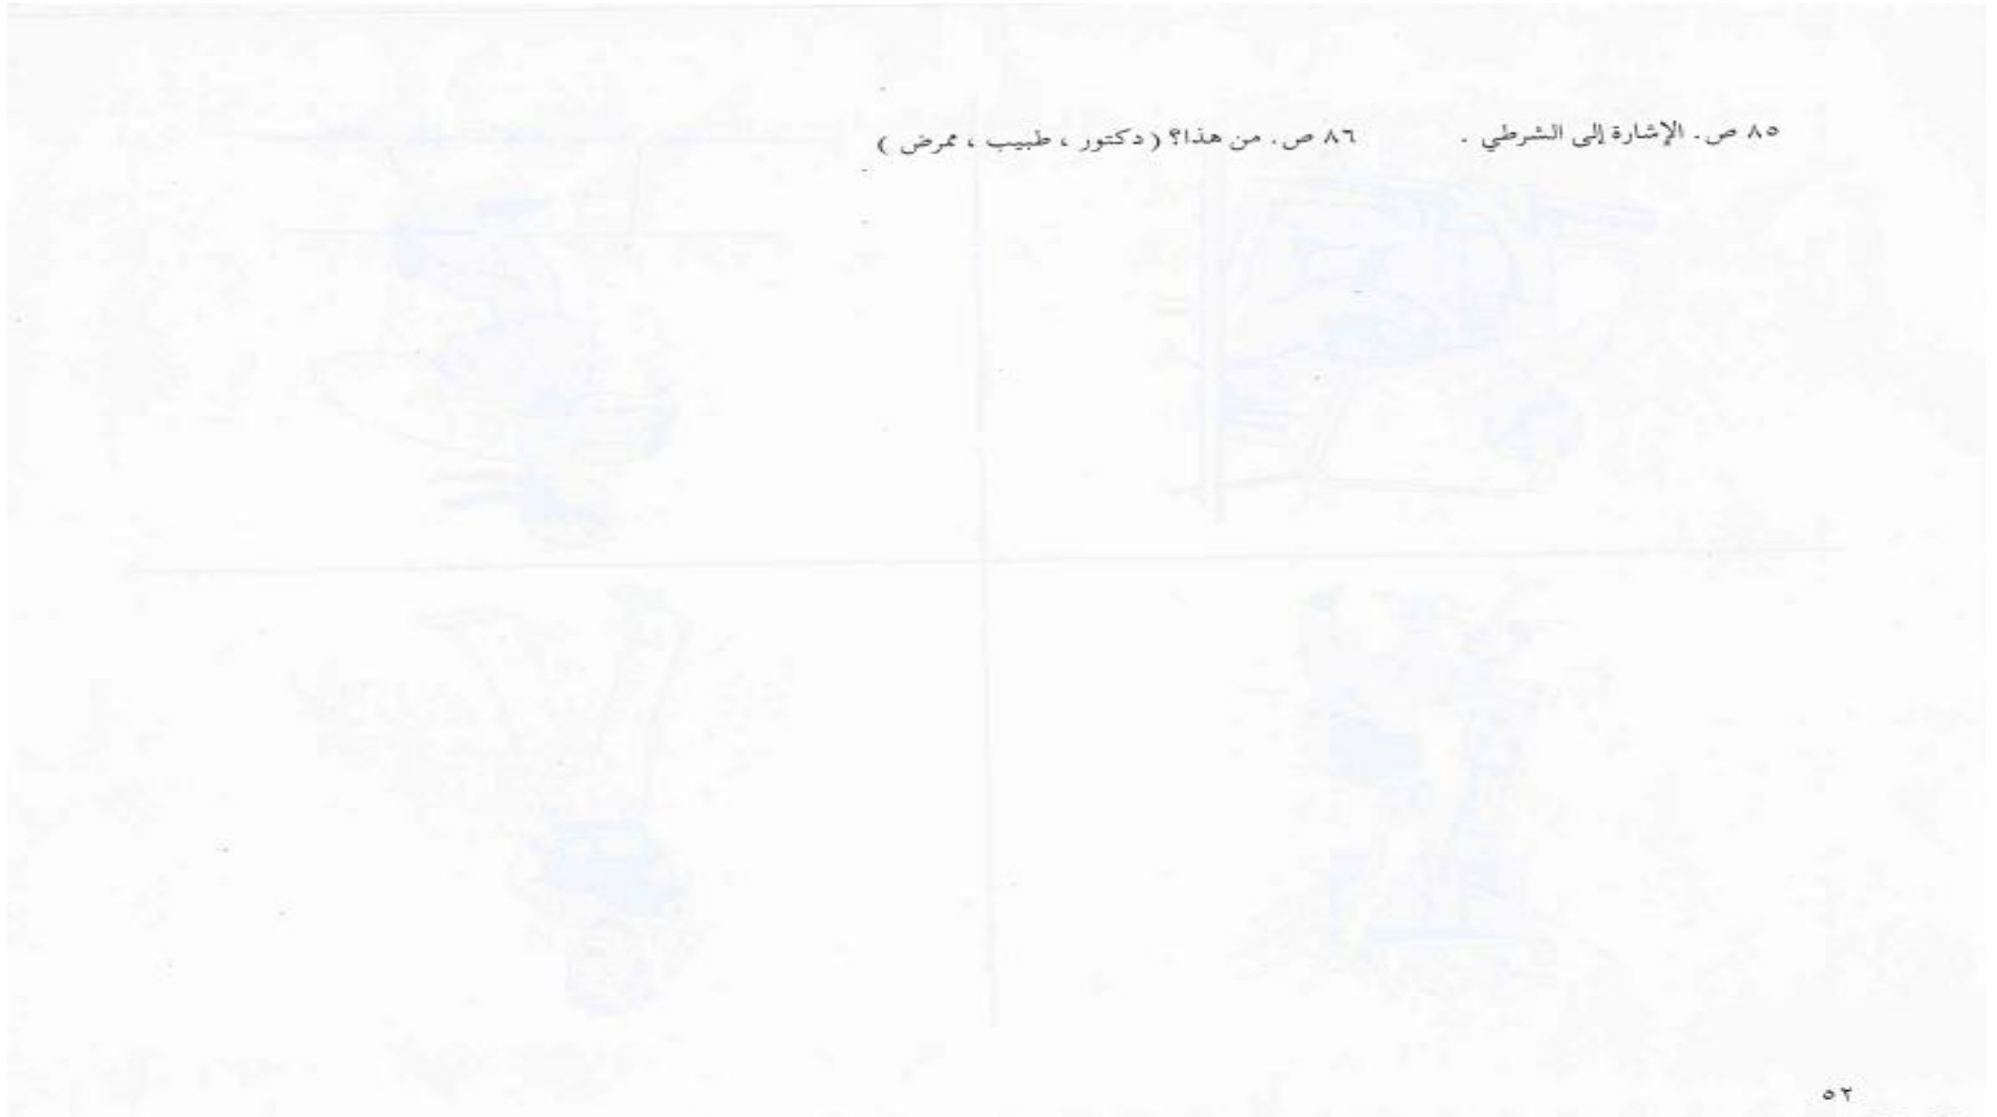 ٨٥ ص. الإشارة إلى الشرطي . ٨٦ ص. من هذا؟ ( دكتور ، طبيب ، ممرض )
٥٢